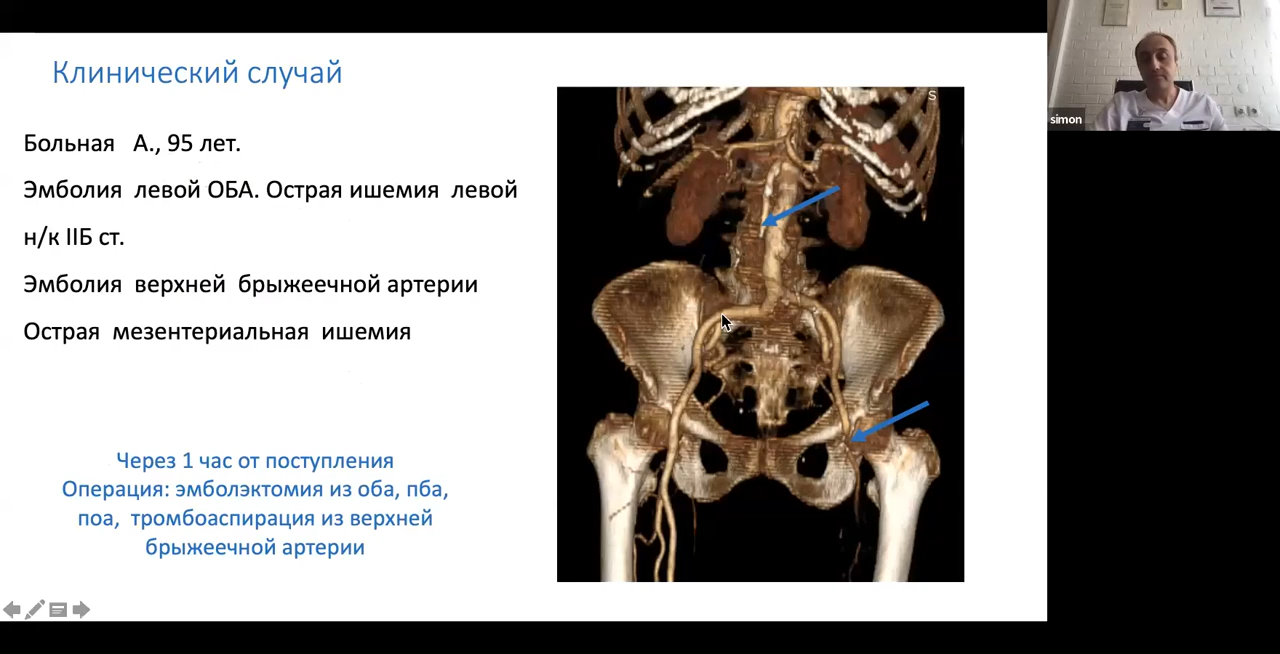 Клинический случай
Больная А., 95 лет.
Эмболия левой ОБА. Острая ишемия левой
н/к IIБ ст.
Эмболия верхней брыжеечной артерии
Острая мезентериальная ишемия
Через 1 час от поступления
Операция: эмболэктомия из оба, пба,
поа, тромбоаспирация из верхней
брыжеечной артерии
S
simon